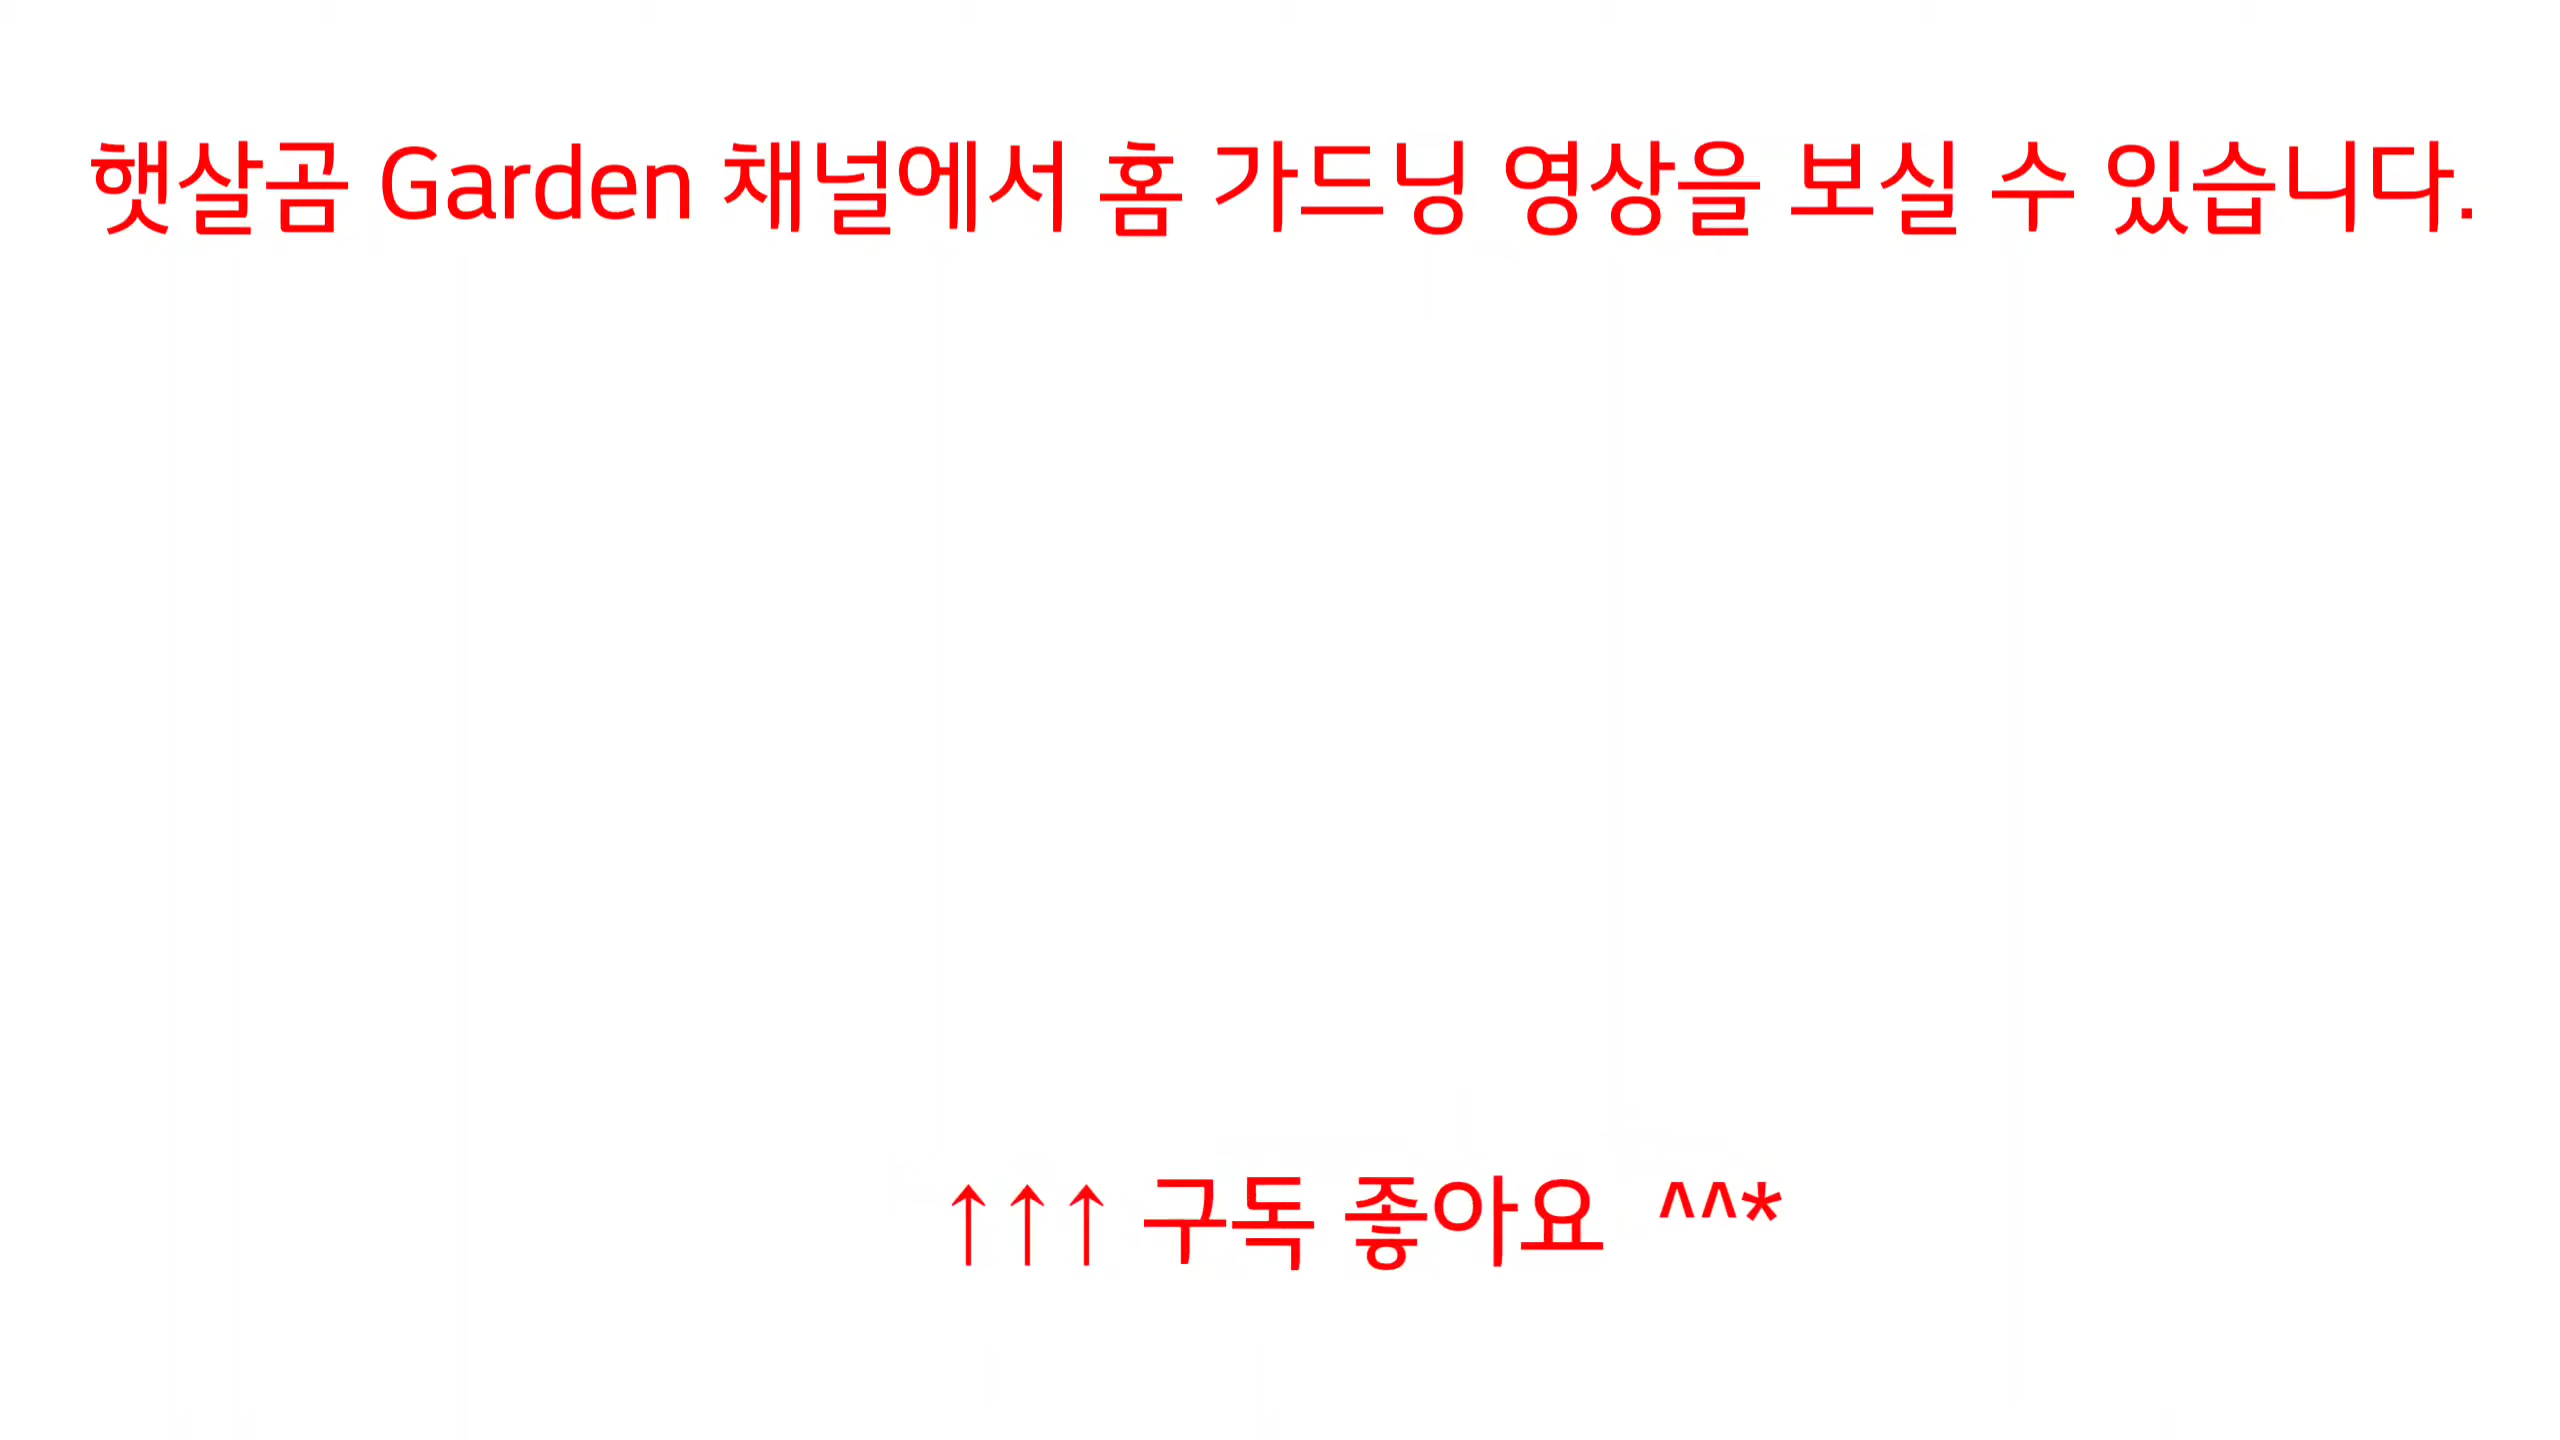 햇살곰 Garden 채널에서 홈 가드닝 영상을 보실 수 있습니다.
↑↑↑ 구독 좋아요 ^^*